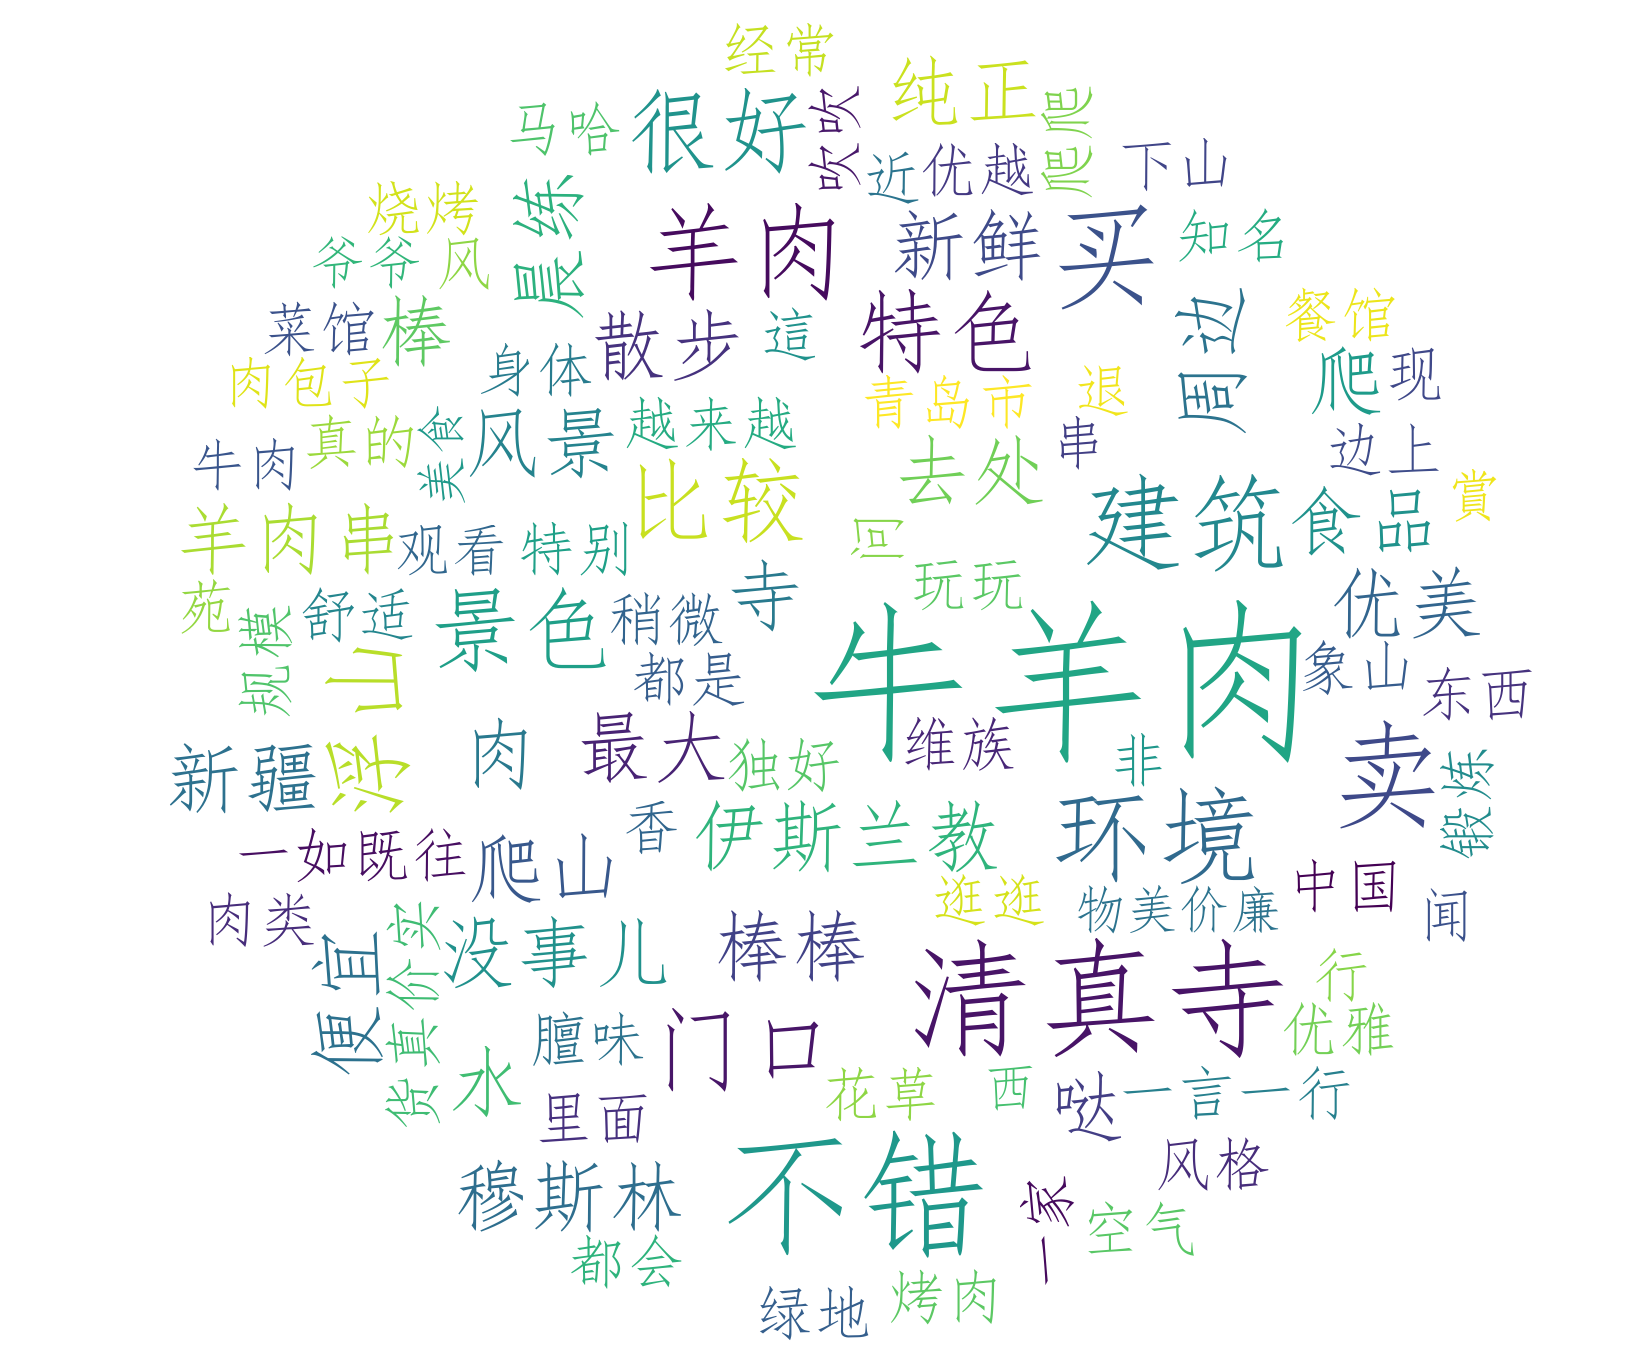 经常
纯正
很好
吹吹
爬爬
马哈
近
优越
下山
烧烤
晨练
羊肉
新鲜
买
知名
爷爷
风
菜馆
棒
散步
這
特色
周边
餐馆
肉包子
身体
青岛市
退
爬
现
真的
美食
风景
越来越
串
边上
牛肉
比较
去处
建筑
食品
賞
羊肉串
观看
特别
问
玩玩
寺
苑
规模
舒适
景色
稍微
牛羊肉
优美
浮山
都是
象山
东西
新疆
肉
最大
独好
维族
非
卖
锻炼
一如既往
爬山
香
伊斯兰教
环境
中国
肉类
便宜
货真价实
没事儿
棒棒
逛逛
物美价廉
闻
清真寺
行
优雅
水
膻味
门口
里面
花草
西
哒
一言一行
穆斯林
不错
一家
风格
空气
都会
绿地
烤肉